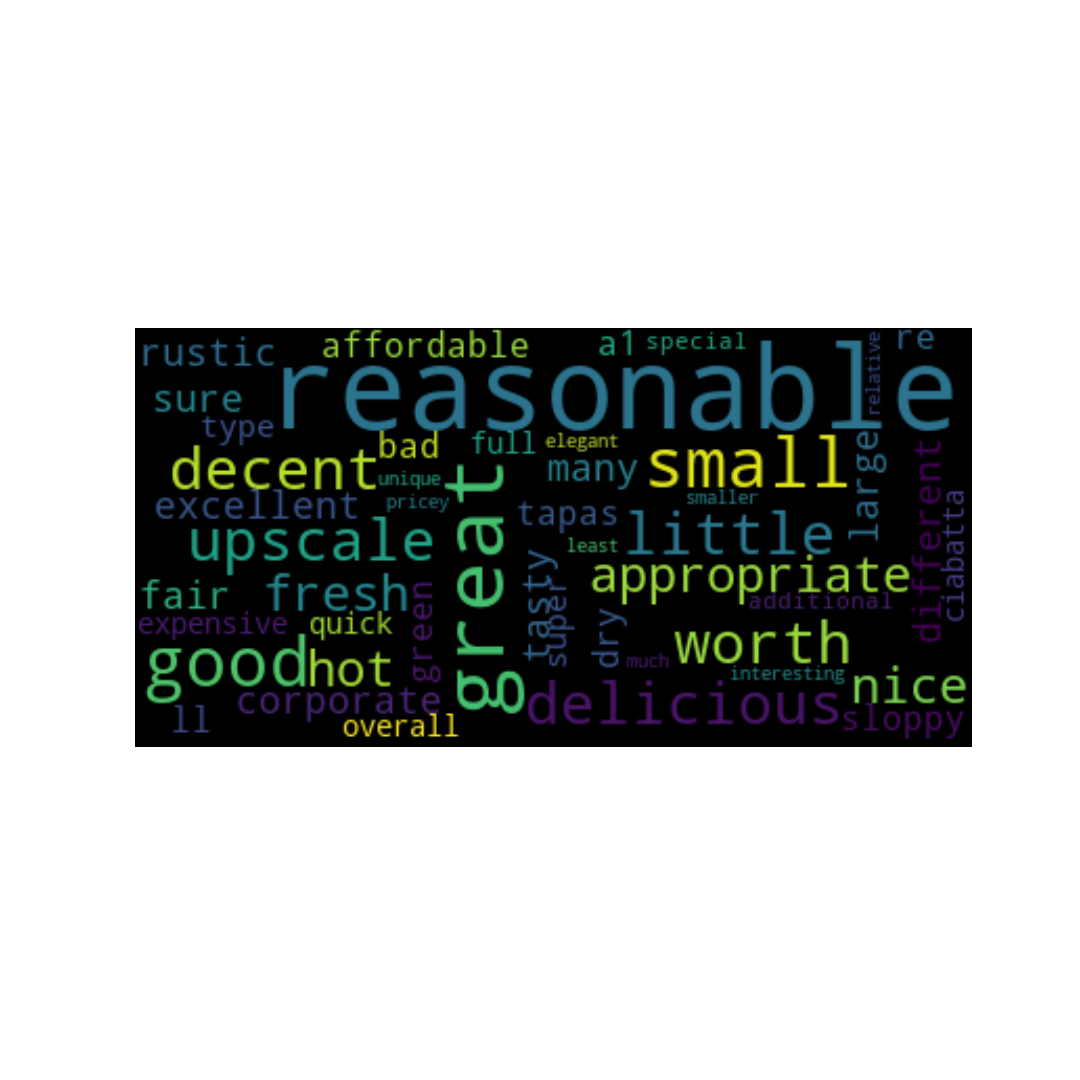 rustic
affordable
a1
special
relative
re
reasonable
sure
type
bad
full
elegant
many
small
large
different
decent
unique
pricey
smaller
excellent
great
tapas
little
ciabatta
upscale
least
tasty
super
appropriate
fair
fresh
green
dry
additional
expensive
quick
worth
good
hot
much
interesting
nice
corporate
delicious
sloppy
ll
overall